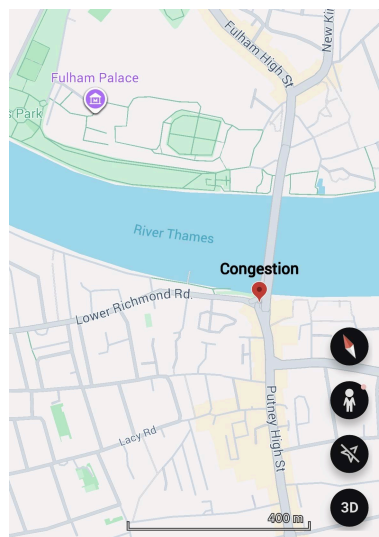 Fulham High St
New Ki
Fulham Palace
s Park
River Thames
Congestion
Lower Richmond Rd.
Putney High St
Lacy Rd
400 m
3D